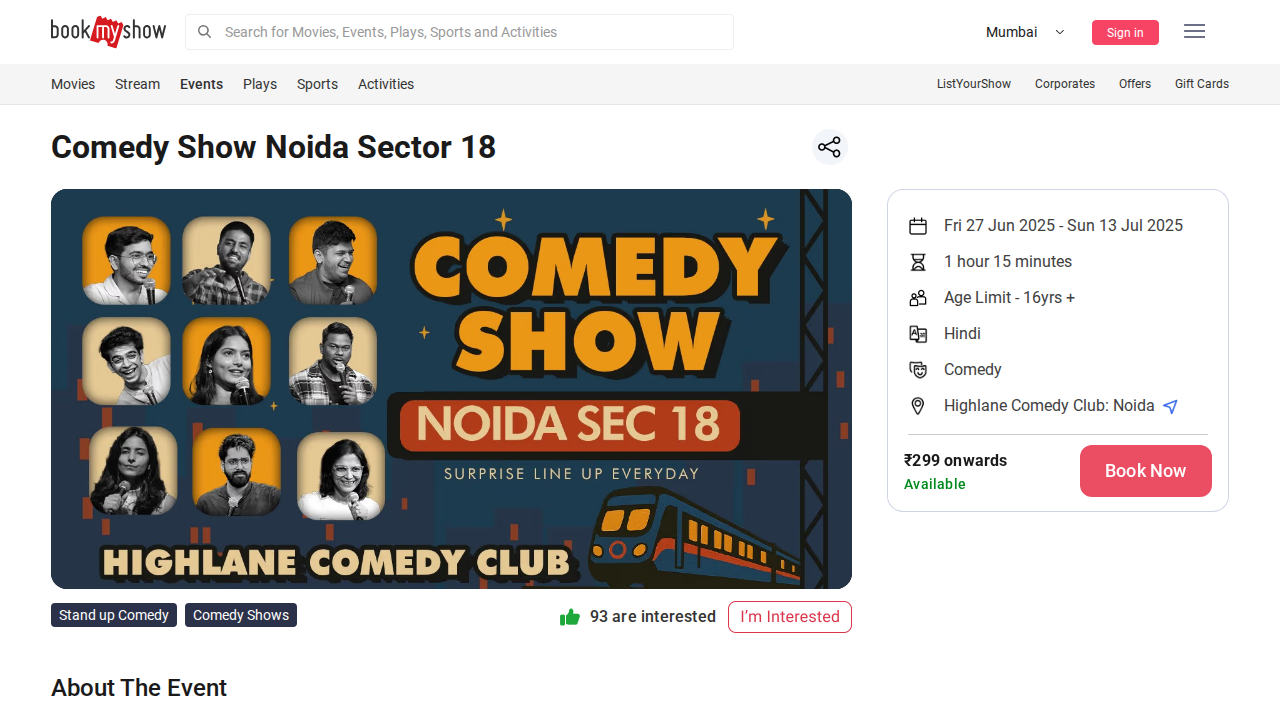 bookmyshow
Search for Movies, Events, Plays, Sports and Activities
Mumbai
Sign in
Movies
Stream
Events
Plays
Sports
Activities
ListYourShow
Corporates
Offers
Gift Cards
Comedy Show Noida Sector 18
COMEDY
SHOW
NOIDA SEC 18
SURPRISE LINE UP EVERYDAY
HIGHLANE COMEDY CLUB
Fri 27 Jun 2025 - Sun 13 Jul 2025
1 hour 15 minutes
Age Limit - 16yrs +
Hindi
Comedy
Highlane Comedy Club: Noida
₹299 onwards
Available
Book Now
Stand up Comedy
Comedy Shows
93 are interested
I'm Interested
About The Event